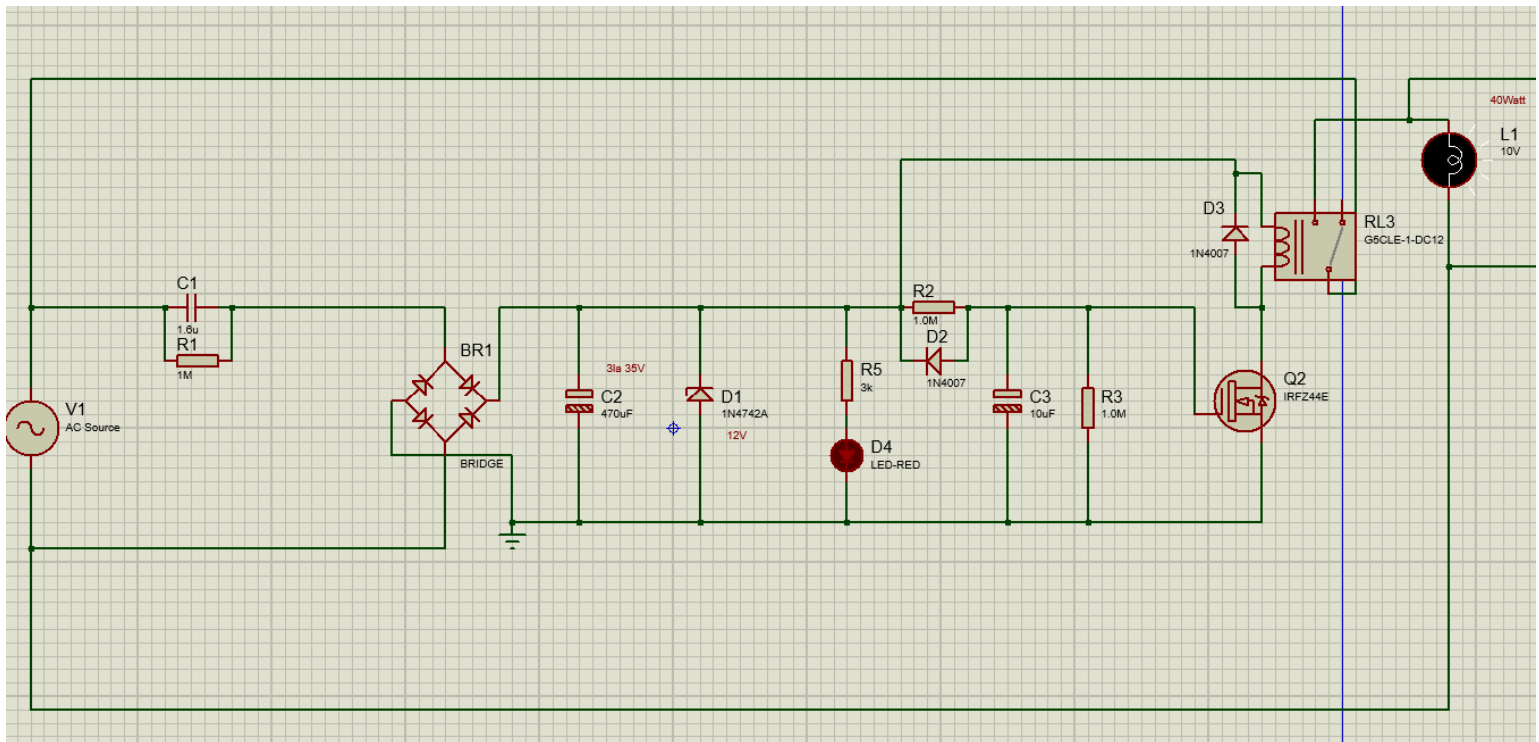 40Watt
L1
10V
D3
1N4007
RL3
G5CLE-1-DC12
C1
1.6u
R1
1M
R2
1.0M
D2
1N4007
BR1
BRIDGE
3la 35V
C2
470uF
D1
1N4742A
12V
R5
3k
D4
LED-RED
C3
10uF
R3
1.0M
Q2
IRFZ44E
V1
AC Source